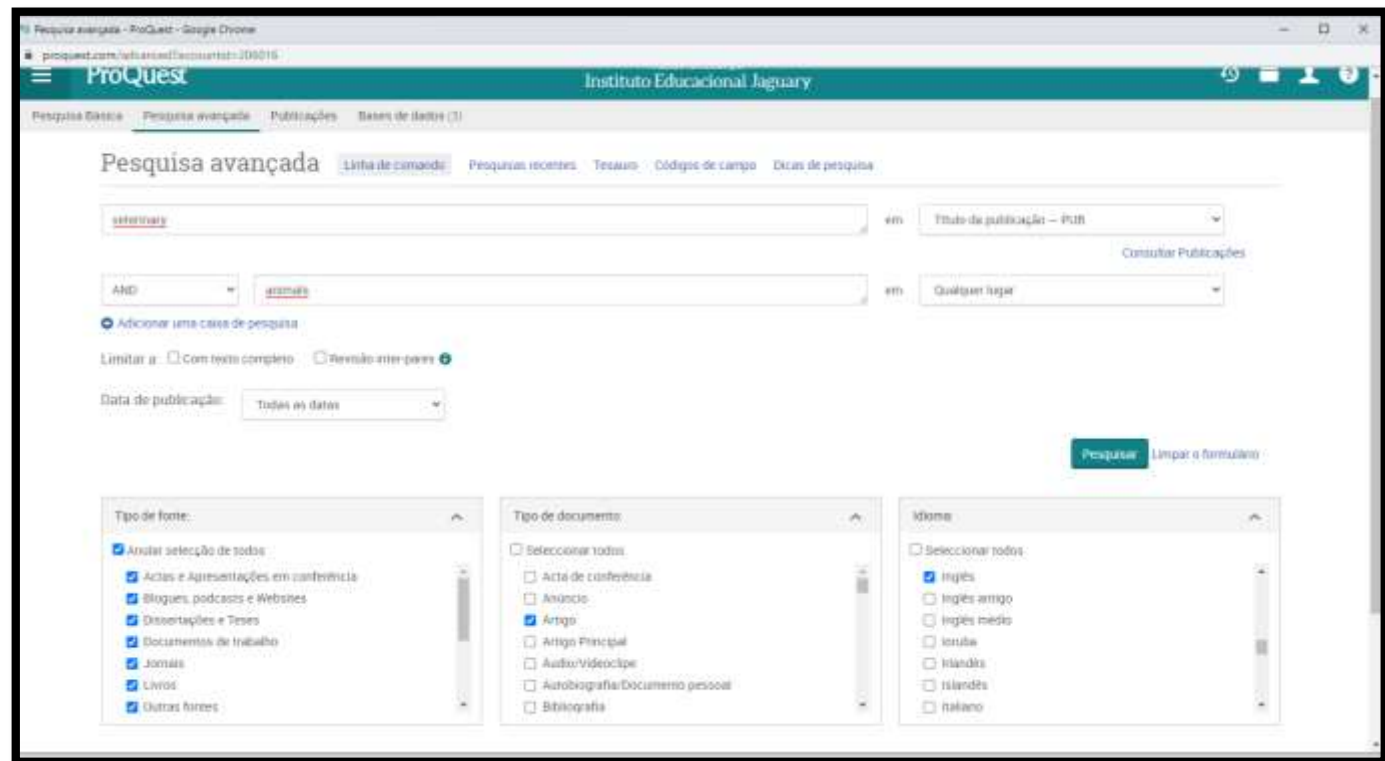 Pesquisa avançada - ProQuest - Google Chrome
proquest.com/advanced?accountid=206016
ProQuest
Instituto Educacional Jaguary
Pesquisa Básica Pesquisa avançada Publicações Bases de dados (3)
Pesquisa avançada Linha de comando Pesquisas recentes Tesauro Códigos de campo Dicas de pesquisa
veterinary em Título da publicação — PUB
Consultar Publicações
AND animals em Qualquer lugar
Adicionar uma caixa de pesquisa
Limitar a: Com texto completo Revisão inter-pares
Data de publicação: Todas as datas
Pesquisar Limpar o formulário
Tipo de fonte: Tipo de documento: Idioma:
Anular selecção de todos Seleccionar todos Seleccionar todos
Actas e Apresentações em conferência Acta de conferência Inglês
Blogues, podcasts e Websites Anúncio Inglês antigo
Dissertações e Teses Artigo Inglês médio
Documentos de trabalho Artigo Principal Ioruba
Jornais Audio/Videoclipe Irlandês
Livros Autobiografia/Documento pessoal Islandês
Outras fontes Bibliografia Italiano